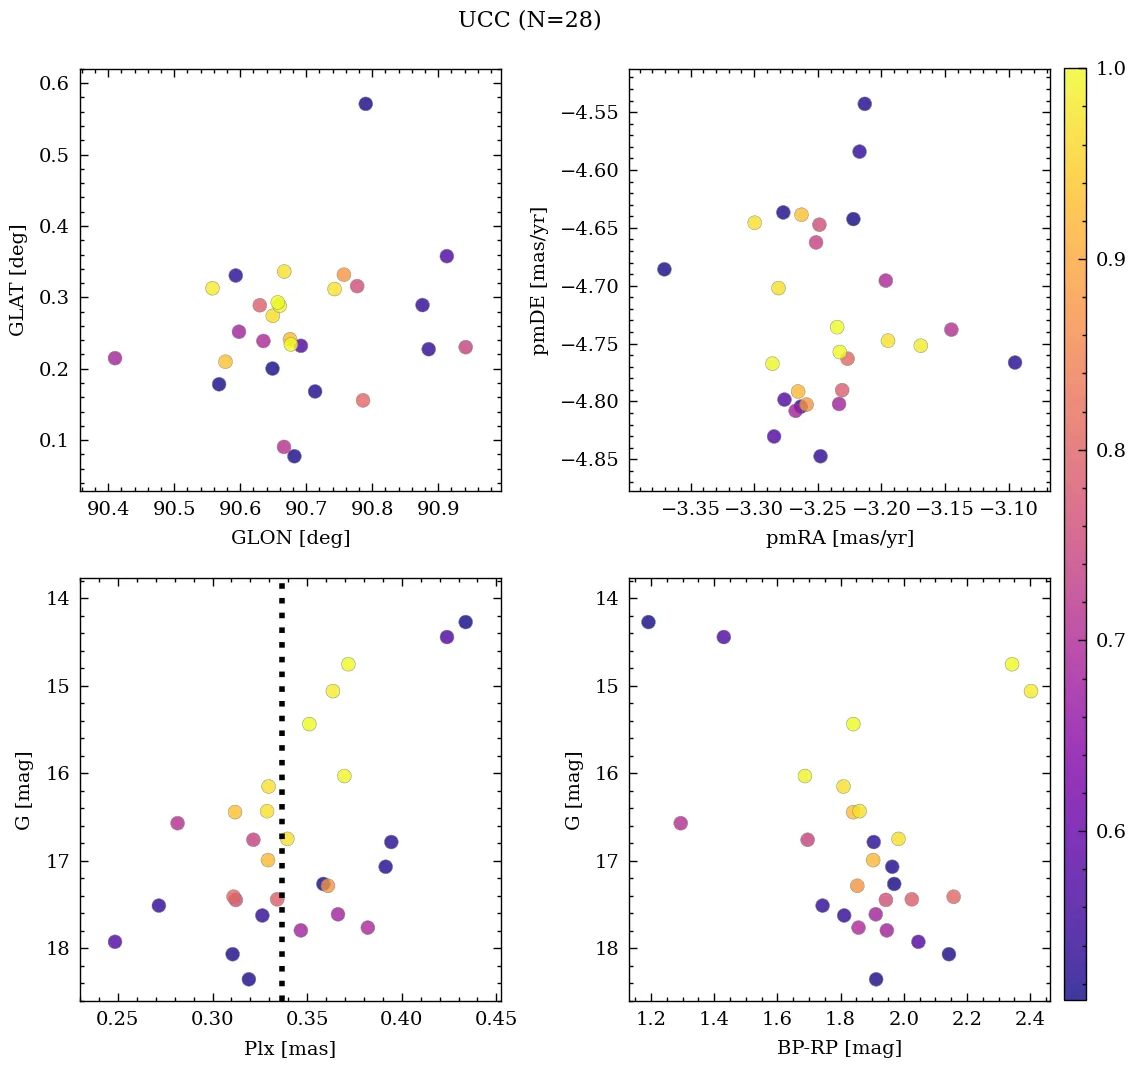 UCC (N=28)
0.6
0.5
0.4
0.3
0.2
0.1
GLAT [deg]
90.4 90.5 90.6 90.7 90.8 90.9
GLON [deg]
−4.55
−4.60
−4.65
−4.70
−4.75
−4.80
−4.85
pmDE [mas/yr]
−3.35 −3.30 −3.25 −3.20 −3.15 −3.10
pmRA [mas/yr]
14
15
16
17
18
G [mag]
0.25 0.30 0.35 0.40 0.45
Plx [mas]
14
15
16
17
18
G [mag]
1.2 1.4 1.6 1.8 2.0 2.2 2.4
BP-RP [mag]
1.0
0.9
0.8
0.7
0.6